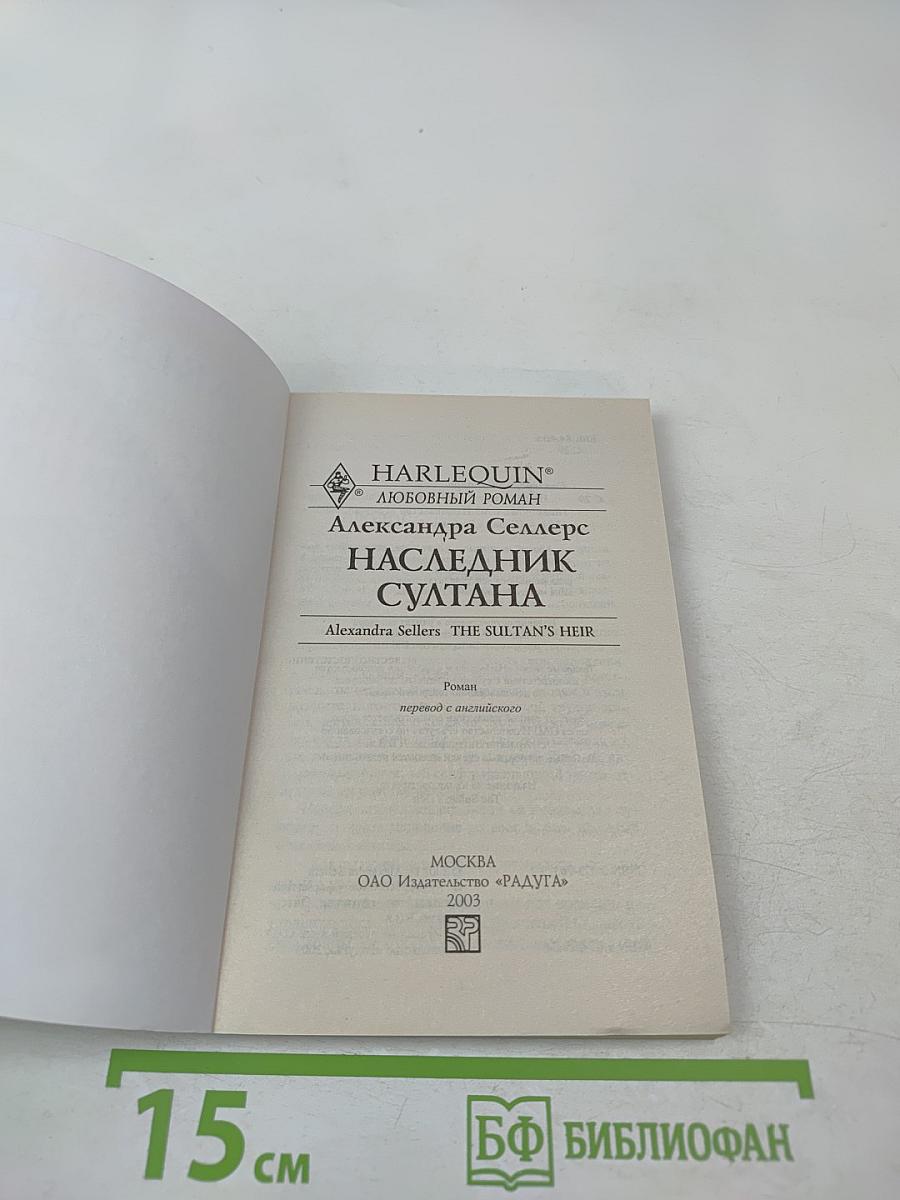 HARLEQUIN®
®
ЛЮБОВНЫЙ РОМАН
Александра Селлерс
НАСЛЕДНИК
СУЛТАНА
Alexandra Sellers THE SULTAN'S HEIR
Роман
перевод с английского
МОСКВА
ОАО Издательство «РАДУГА»
2003
15 см
БФ БИБЛИОФАН